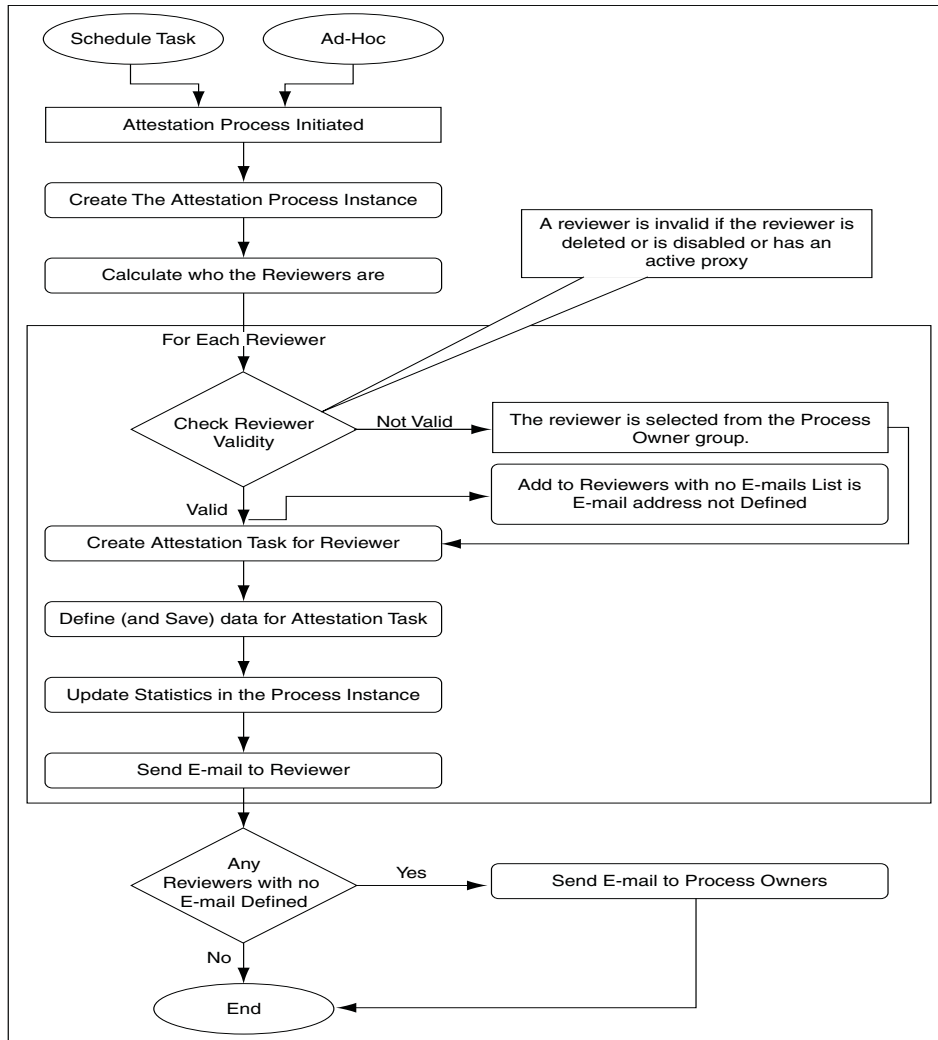 Schedule Task
Ad-Hoc
Attestation Process Initiated
Create The Attestation Process Instance
A reviewer is invalid if the reviewer is
deleted or is disabled or has an
active proxy
Calculate who the Reviewers are
For Each Reviewer
Check Reviewer
Validity
Not Valid
The reviewer is selected from the Process
Owner group.
Valid
Add to Reviewers with no E-mails List is
E-mail address not Defined
Create Attestation Task for Reviewer
Define (and Save) data for Attestation Task
Update Statistics in the Process Instance
Send E-mail to Reviewer
Any
Reviewers with no
E-mail Defined
Yes
Send E-mail to Process Owners
No
End